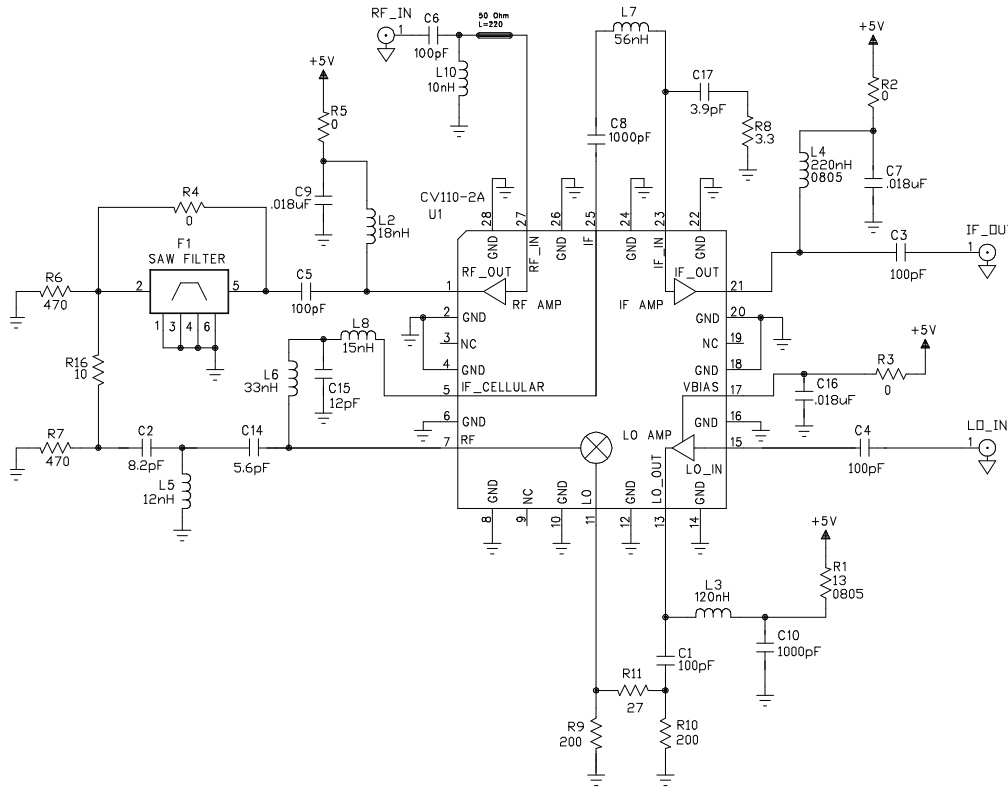 RF_IN
1
C6
100pF
50 Ohm
L=220
L10
10nH
L7
56nH
C17
3.9pF
R8
3.3
C8
1000pF
+5V
R2
0
L4
220nH
0805
C7
.018uF
C3
100pF
IF_OUT
1
+5V
R5
0
C9
.018uF
L2
18nH
R4
0
F1
SAW FILTER
2
5
1
3
4
6
C5
100pF
R6
470
R16
10
R7
470
C2
8.2pF
L5
12nH
C14
5.6pF
L6
33nH
C15
12pF
L8
15nH
CV110-2A
U1
28
27
26
25
24
23
22
GND
RF_IN
GND
IF
GND
IF_IN
GND
1
RF_OUT
RF AMP
IF_OUT
IF AMP
21
2
GND
GND
20
3
NC
NC
19
4
GND
GND
18
5
IF_CELLULAR
VBIAS
17
6
GND
GND
16
7
RF
LO AMP
LO_IN
15
GND
NC
GND
LO
GND
LO_OUT
GND
8
9
10
11
12
13
14
+5V
R3
0
C16
.018uF
C4
100pF
LO_IN
1
+5V
R1
13
0805
L3
120nH
C10
1000pF
C1
100pF
R11
27
R9
200
R10
200